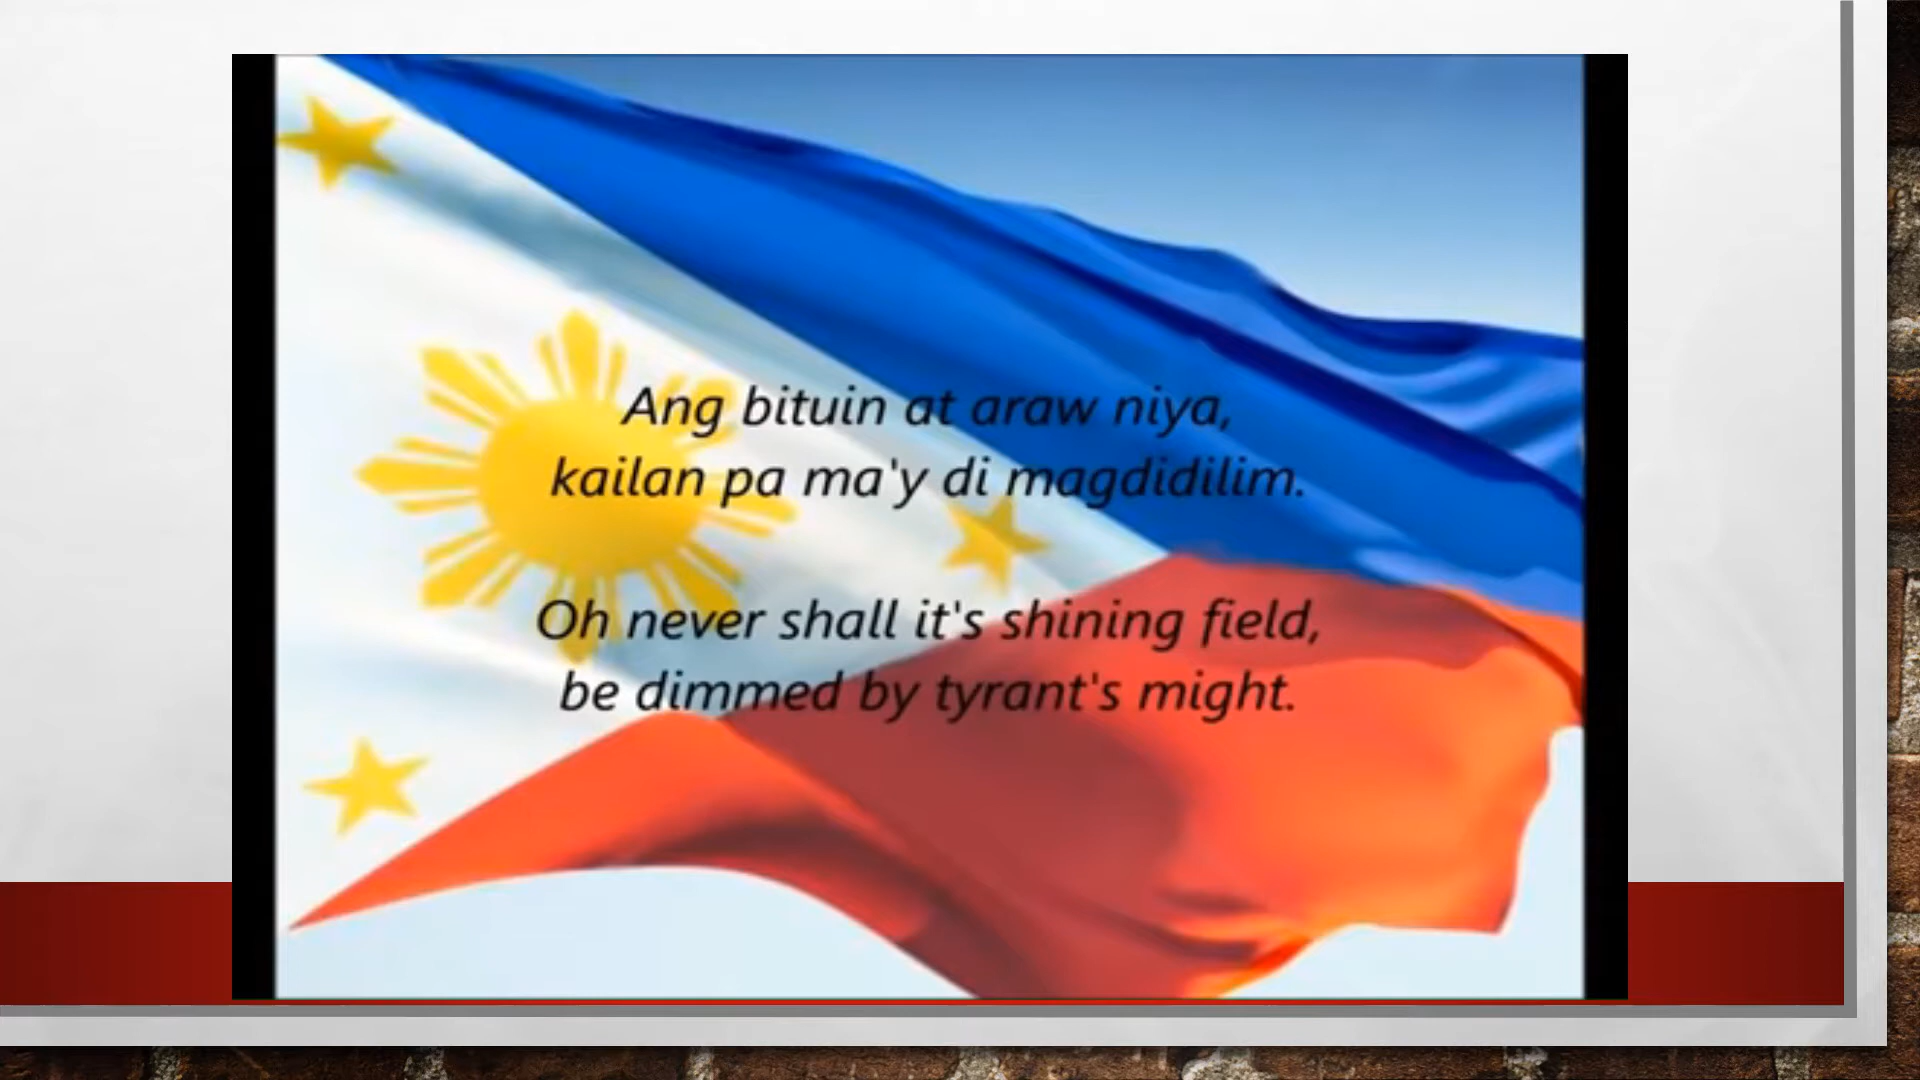 Ang bituin at araw niya,
kailan pa ma'y di magdidilim.
Oh never shall it's shining field,
be dimmed by tyrant's might.